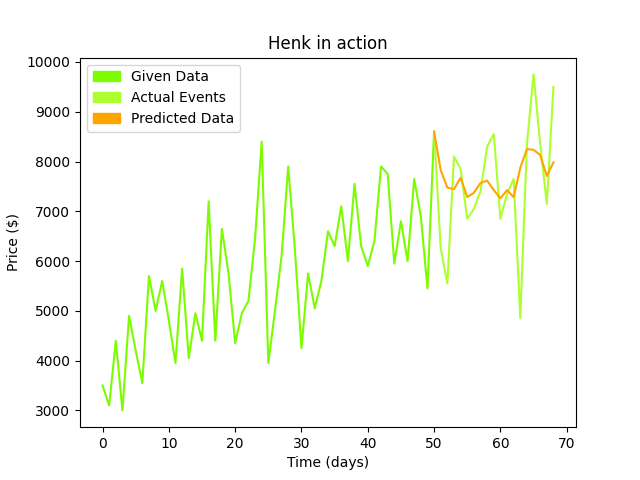 Henk in action
Given Data
Actual Events
Predicted Data
Price ($)
10000
9000
8000
7000
6000
5000
4000
3000
0 10 20 30 40 50 60 70
Time (days)